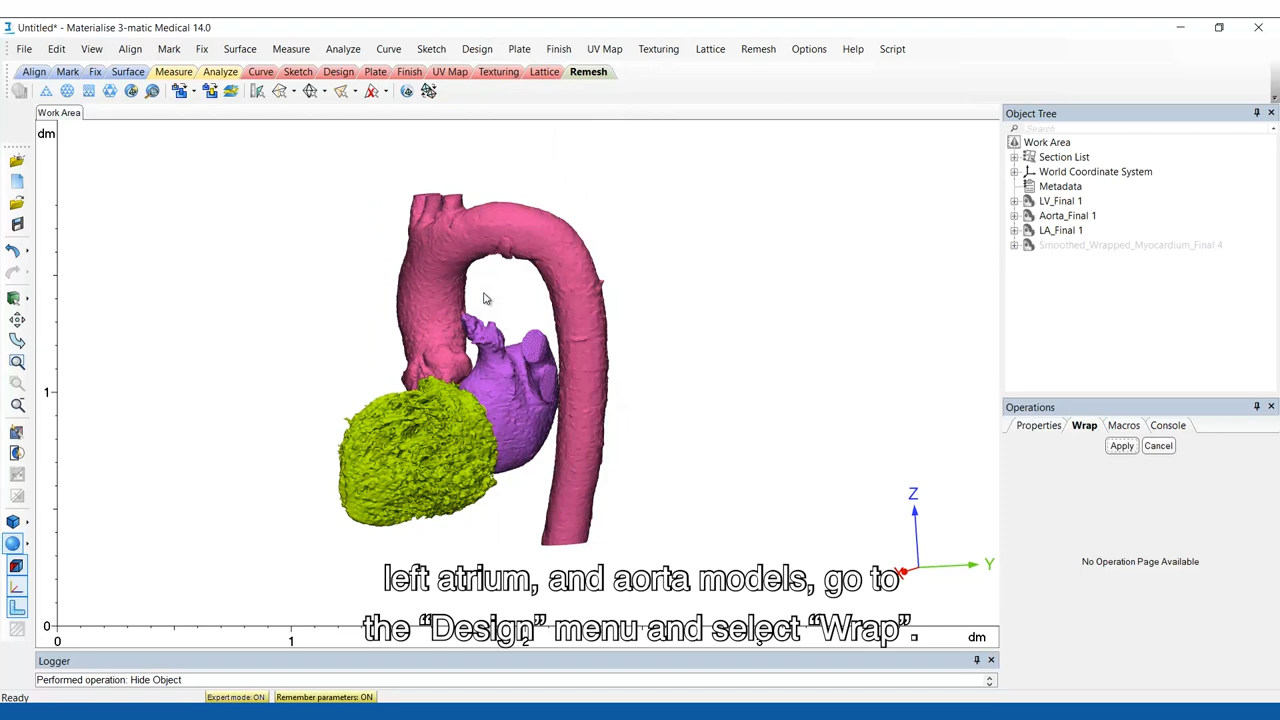 Untitled* - Materialise 3-matic Medical 14.0
File Edit View Align Mark Fix Surface Measure Analyze Curve Sketch Design Plate Finish UV Map Texturing Lattice Remesh Options Help Script
Align Mark Fix Surface Measure Analyze Curve Sketch Design Plate Finish UV Map Texturing Lattice Remesh
Work Area
dm
1
0
0
1
2
dm
Z
Y
X
Object Tree
Search
Work Area
Section List
World Coordinate System
Metadata
LV_Final 1
Aorta_Final 1
LA_Final 1
Smoothed_Wrapped_Myocardium_Final 4
Operations
Properties Wrap Macros Console
Apply Cancel
No Operation Page Available
left atrium, and aorta models, go to
the “Design” menu and select “Wrap”
Logger
Performed operation: Hide Object
Ready
Expert mode: ON
Remember parameters: ON